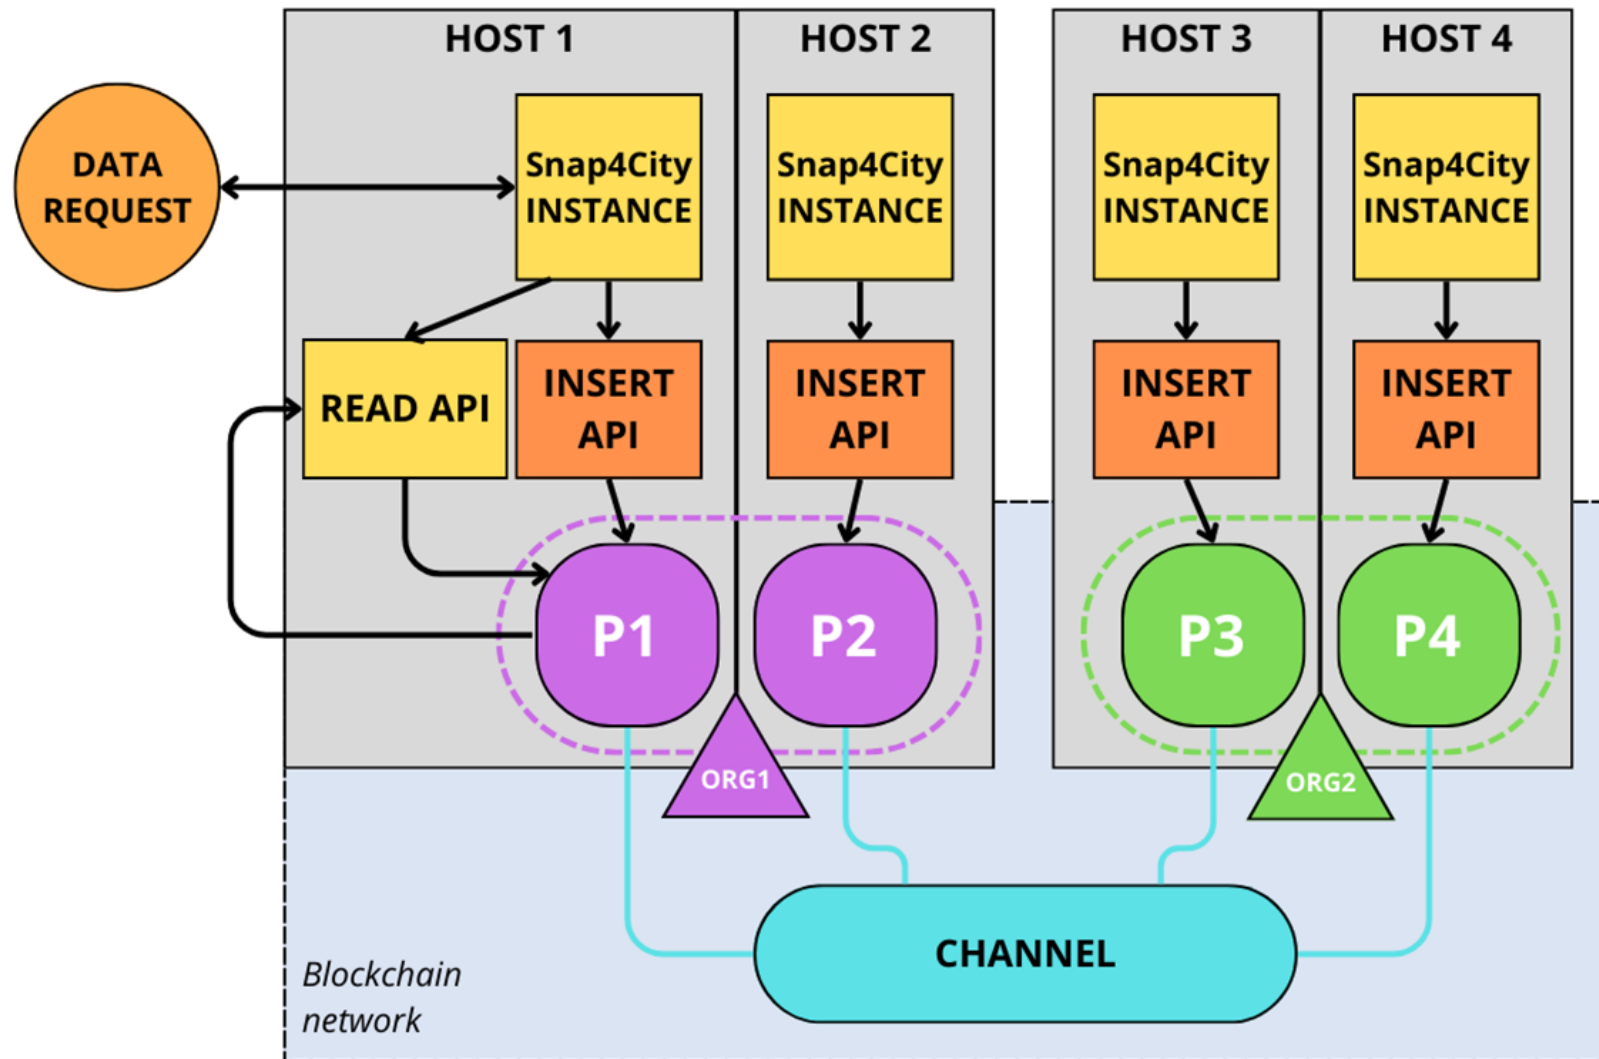 HOST 1
HOST 2
HOST 3
HOST 4
DATA
REQUEST
Snap4City
INSTANCE
Snap4City
INSTANCE
Snap4City
INSTANCE
Snap4City
INSTANCE
READ API
INSERT
API
INSERT
API
INSERT
API
INSERT
API
P1
P2
P3
P4
ORG1
ORG2
CHANNEL
Blockchain
network